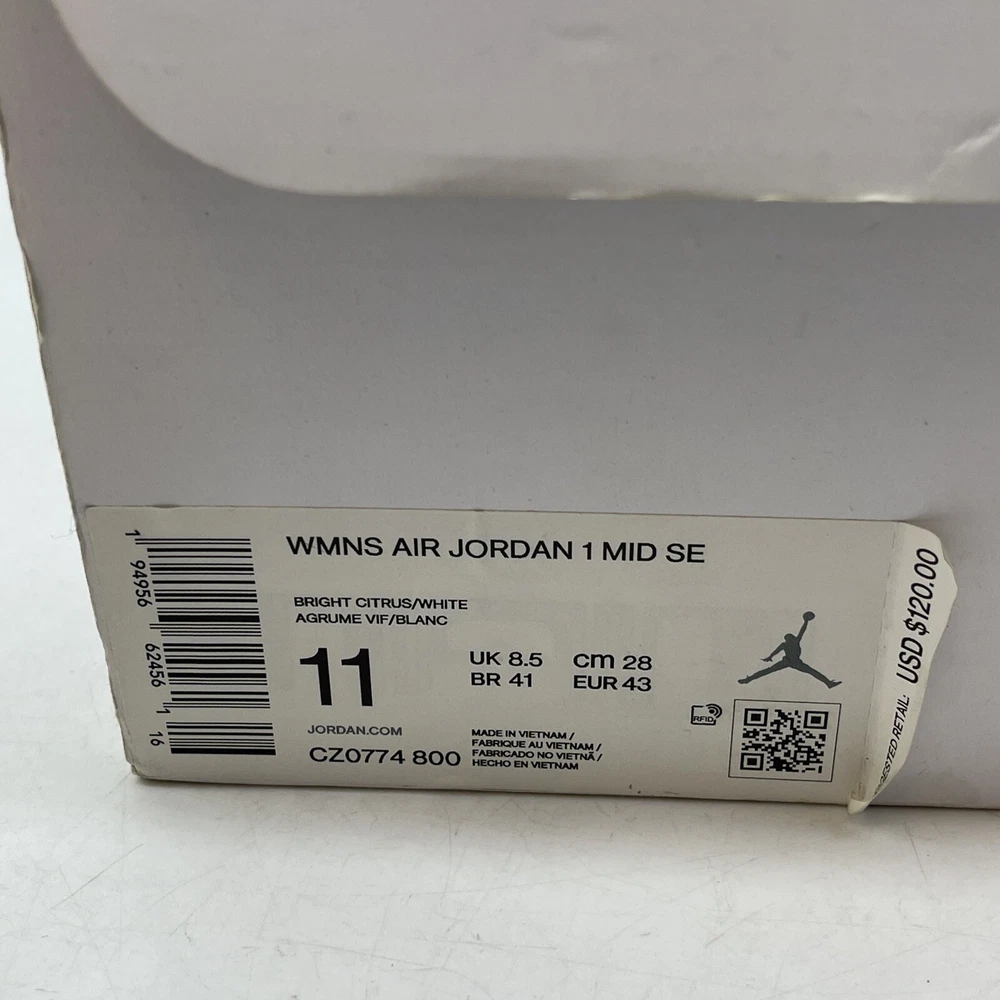 WMNS AIR JORDAN 1 MID SE
BRIGHT CITRUS/WHITE
AGRUME VIF/BLANC
11
UK 8.5 cm 28
BR 41 EUR 43
JORDAN.COM
CZ0774 800
MADE IN VIETNAM /
FABRIQUE AU VIETNAM /
FABRICADO NO VIETNÃ /
HECHO EN VIETNAM
RFID
1 94956 62456 1 16
RETAIL: USD $120.00